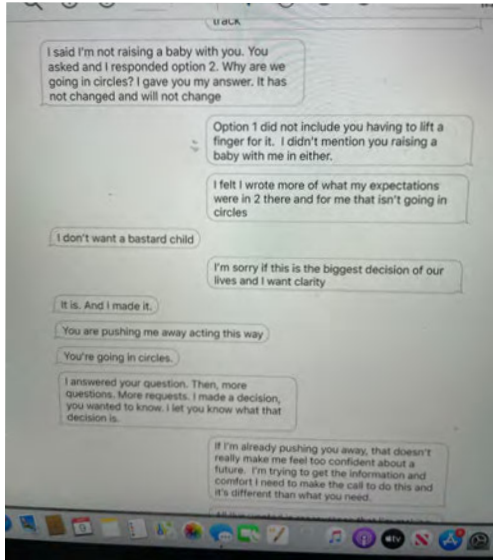 track
I said I'm not raising a baby with you. You
asked and I responded option 2. Why are we
going in circles? I gave you my answer. It has
not changed and will not change
Option 1 did not include you having to lift a
finger for it. I didn't mention you raising a
baby with me in either.
I felt I wrote more of what my expectations
were in 2 there and for me that isn't going in
circles
I don't want a bastard child
I'm sorry if this is the biggest decision of our
lives and I want clarity
It is. And I made it.
You are pushing me away acting this way
You're going in circles.
I answered your question. Then, more
questions. More requests. I made a decision,
you wanted to know. I let you know what that
decision is.
If I'm already pushing you away, that doesn't
really make me feel too confident about a
future. I'm trying to get the information and
comfort I need to make the call to do this and
it's different than what you need.
tv